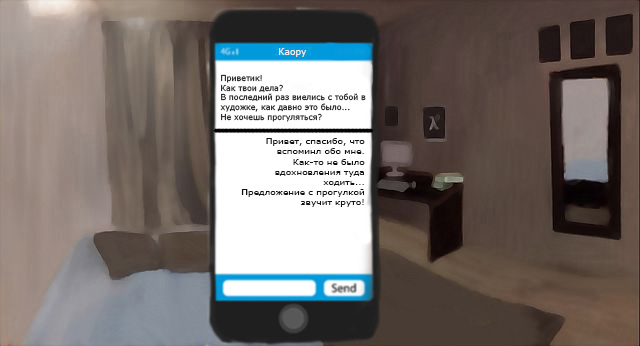 4G
Каору
Приветик!
Как твои дела?
В последний раз виелись с тобой в
художке, как давно это было...
Не хочешь прогуляться?
Привет, спасибо, что
вспоминл обо мне.
Как-то не было
вдохновления туда
ходить...
Предложение с прогулкой
звучит круто!
Send
λ